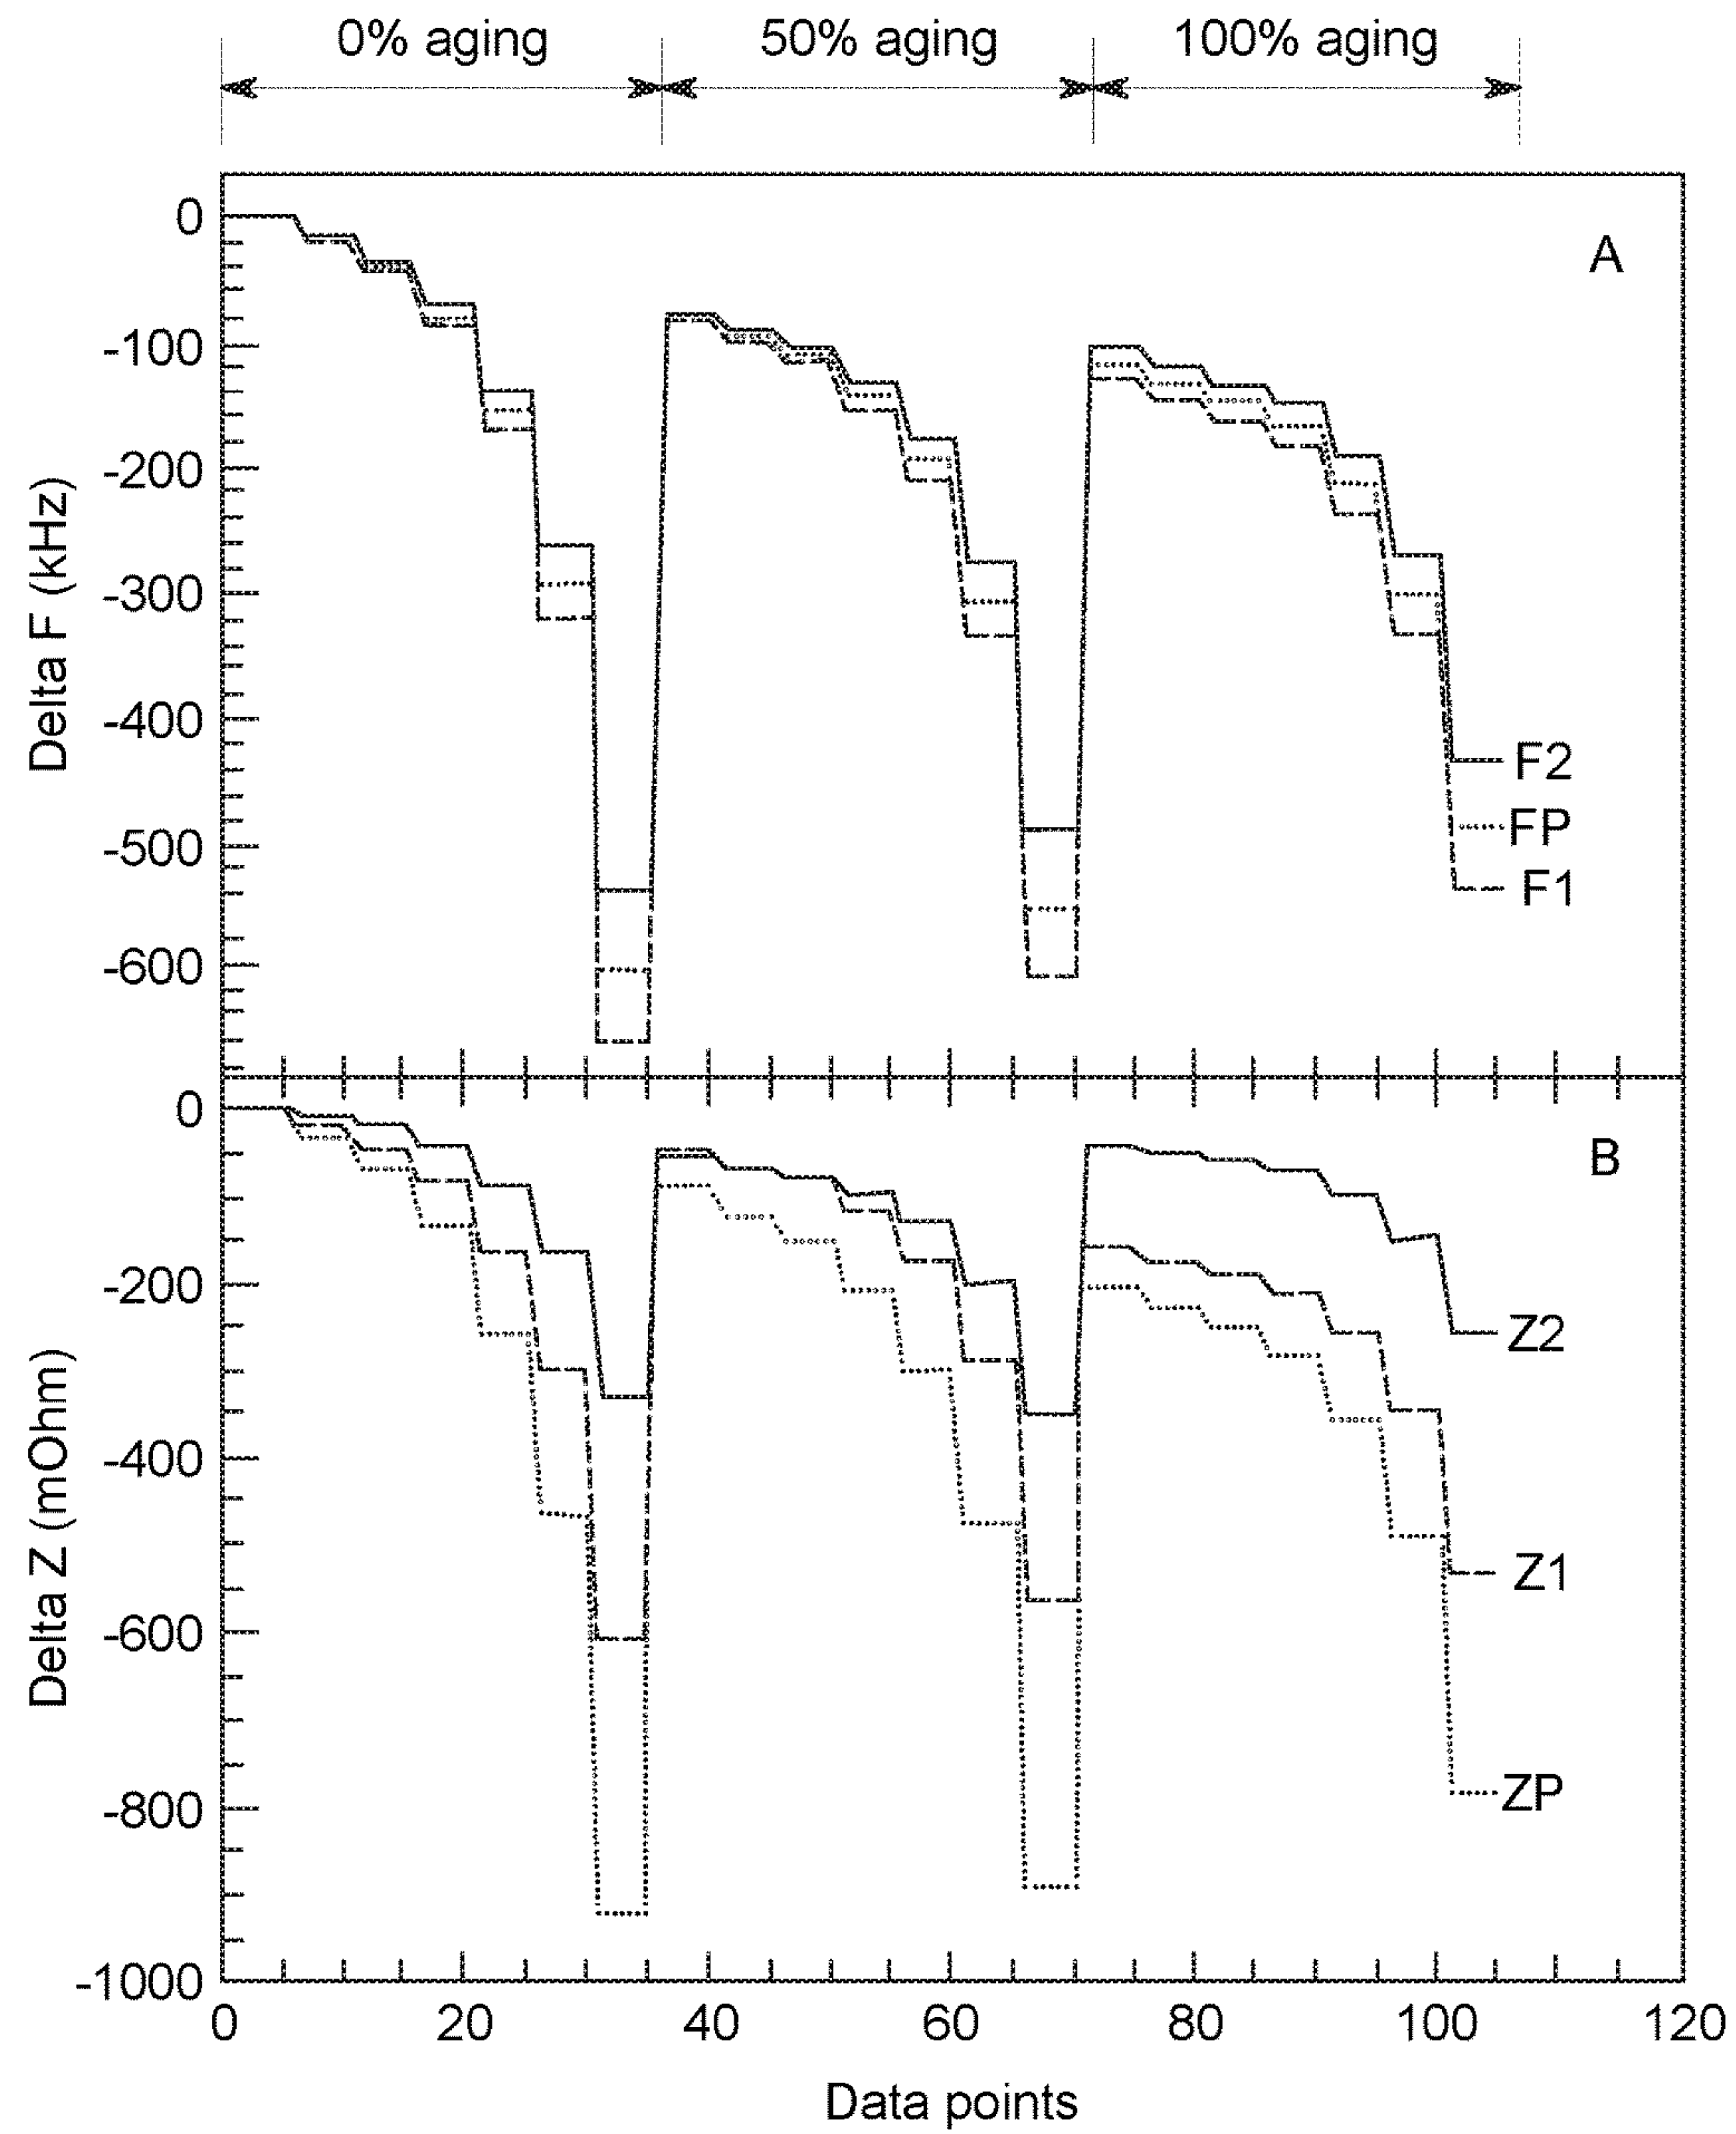 0% aging 50% aging 100% aging
A
0
-100
-200
-300
-400
-500
-600
Delta F (kHz)
F2
FP
F1
B
0
-200
-400
-600
-800
-1000
Delta Z (mOhm)
Z2
Z1
ZP
0 20 40 60 80 100 120
Data points